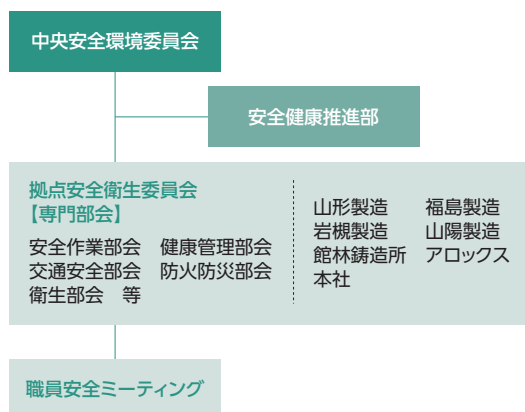 中央安全環境委員会
安全健康推進部
拠点安全衛生委員会
【専門部会】
安全作業部会　健康管理部会
交通安全部会　防火防災部会
衛生部会　等
山形製造　福島製造
岩槻製造　山陽製造
館林鋳造所　アロックス
本社
職員安全ミーティング